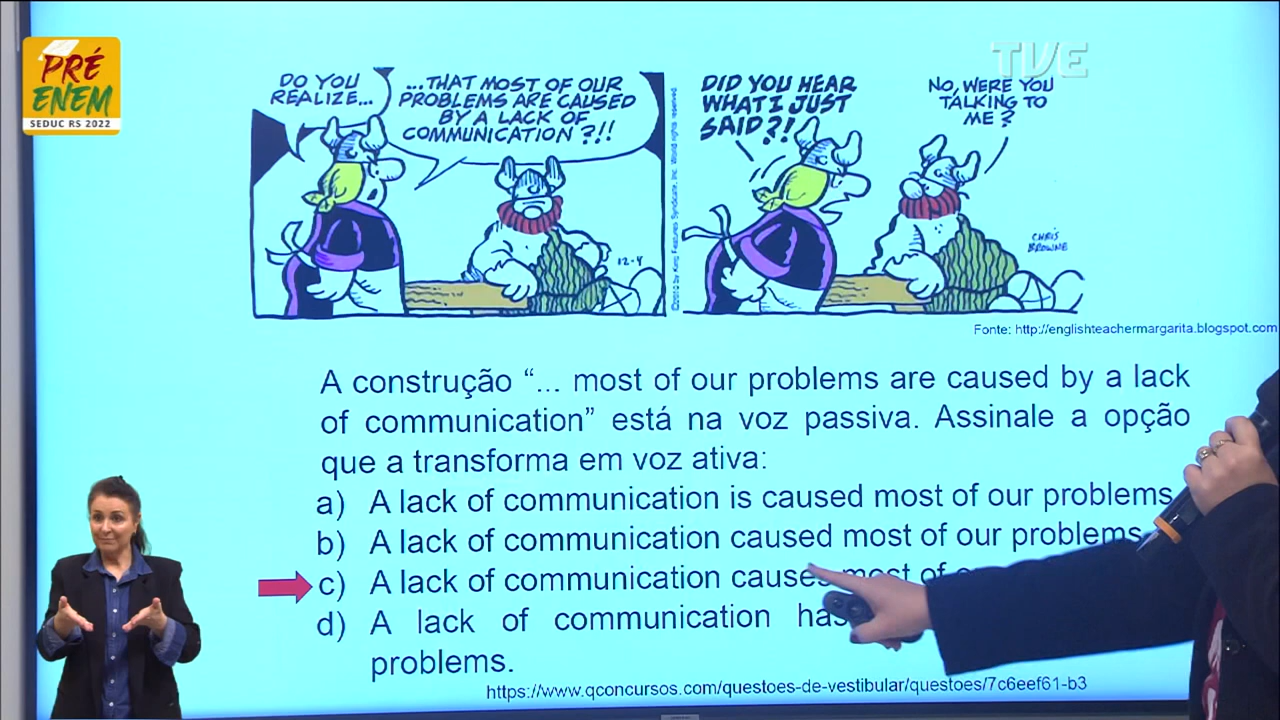 PRÉ
ENEM
SEDUC RS 2022
TVE
DO YOU
REALIZE...
...THAT MOST OF OUR
PROBLEMS ARE CAUSED
BY A LACK OF
COMMUNICATION?!!
DID YOU HEAR
WHAT I JUST
SAID?!
NO, WERE YOU
TALKING TO
ME?
12-4
CHRIS
BROWNE
Fonte: http://englishteachermargarita.blogspot.com
A construção “... most of our problems are caused by a lack
of communication” está na voz passiva. Assinale a opção
que a transforma em voz ativa:
a) A lack of communication is caused most of our problems
b) A lack of communication caused most of our problems
c) A lack of communication causes most of
d) A lack of communication has
problems.
https://www.qconcursos.com/questoes-de-vestibular/questoes/7c6eef61-b3